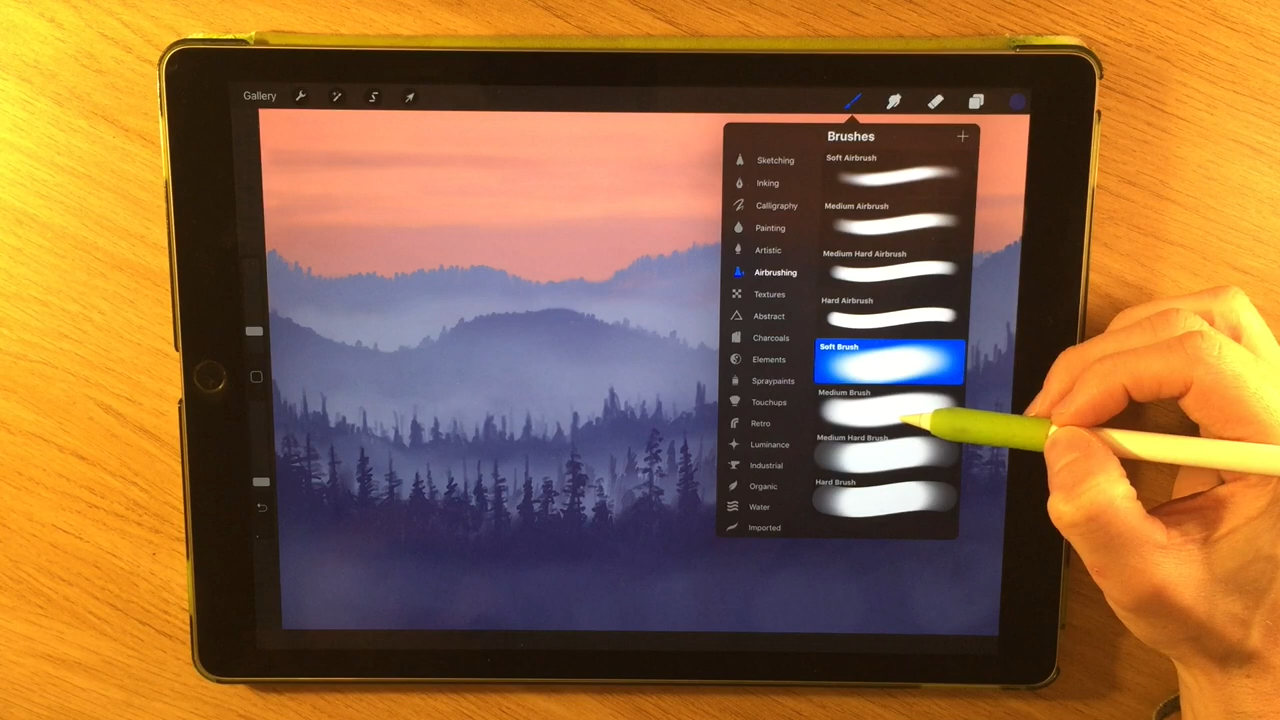 Gallery
Brushes
Sketching
Inking
Calligraphy
Painting
Artistic
Airbrushing
Textures
Abstract
Charcoals
Elements
Spraypaints
Touchups
Retro
Luminance
Industrial
Organic
Water
Imported
Soft Airbrush
Medium Airbrush
Medium Hard Airbrush
Hard Airbrush
Soft Brush
Medium Brush
Medium Hard Brush
Hard Brush